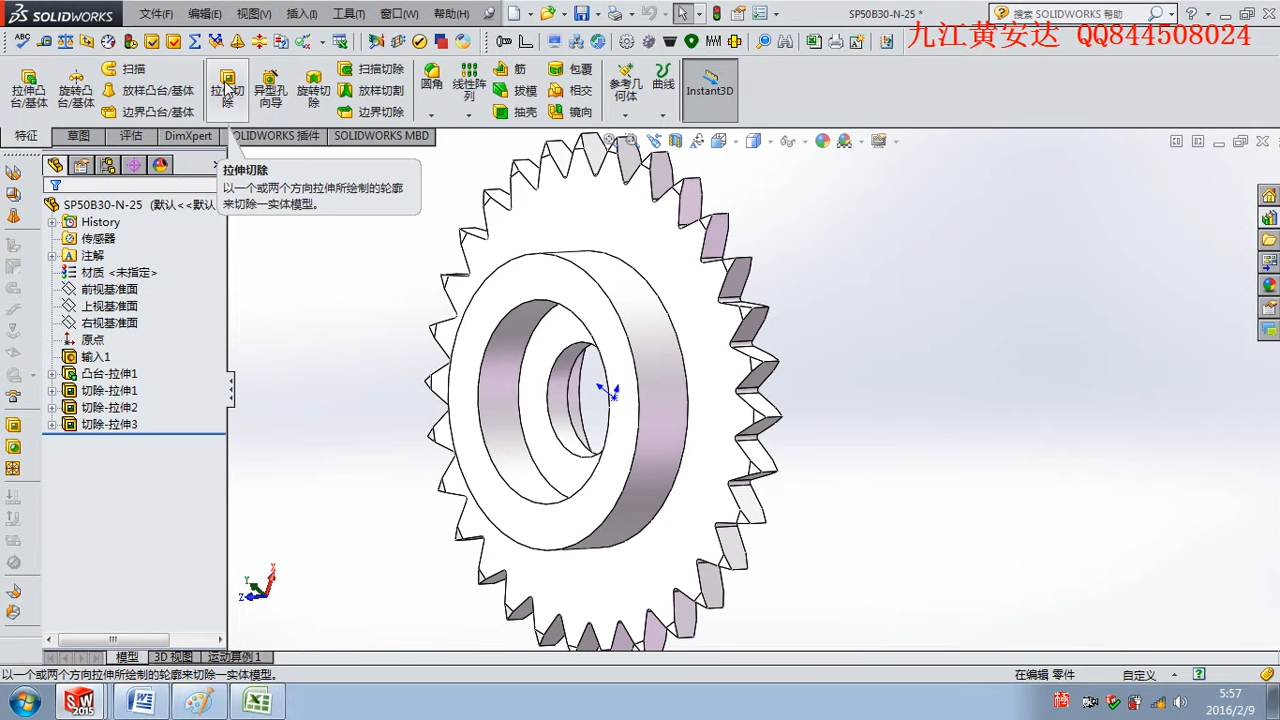 SOLIDWORKS 文件(F) 编辑(E) 视图(V) 插入(I) 工具(T) 窗口(W) 帮助(H) SP50B30-N-25 * 搜索 SOLIDWORKS 帮助
九江黄安达 QQ844508024
拉伸凸台/基体 旋转凸台/基体 扫描 放样凸台/基体 边界凸台/基体 拉伸切除 异型孔向导 旋转切除 扫描切除 放样切割 边界切除 圆角 线性阵列 筋 拔模 抽壳 包覆 相交 镜向 参考几何体 曲线 Instant3D
特征 草图 评估 DimXpert SOLIDWORKS 插件 SOLIDWORKS MBD
拉伸切除
以一个或两个方向拉伸所绘制的轮廓
来切除一实体模型。
SP50B30-N-25 (默认<<默认
History
传感器
注解
材质 <未指定>
前视基准面
上视基准面
右视基准面
原点
输入1
凸台-拉伸1
切除-拉伸1
切除-拉伸2
切除-拉伸3
X
Y
Z
模型 3D 视图 运动算例 1
以一个或两个方向拉伸所绘制的轮廓来切除一实体模型。 在编辑 零件 自定义
SW 2015
5:57
2016/2/9